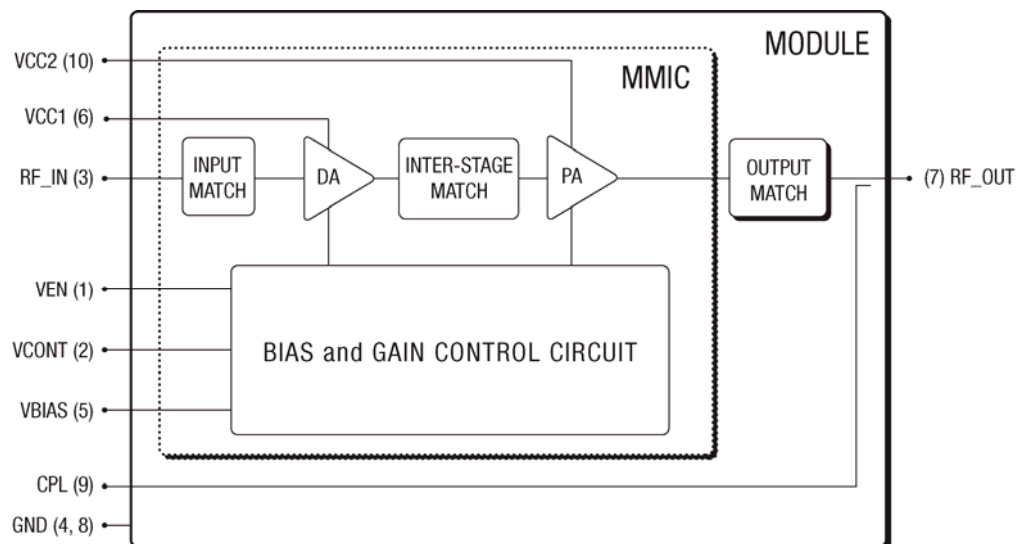 MODULE
MMIC
VCC2 (10)
VCC1 (6)
RF_IN (3)
INPUT
MATCH
DA
INTER-STAGE
MATCH
PA
OUTPUT
MATCH
(7) RF_OUT
VEN (1)
VCONT (2)
VBIAS (5)
BIAS and GAIN CONTROL CIRCUIT
CPL (9)
GND (4, 8)